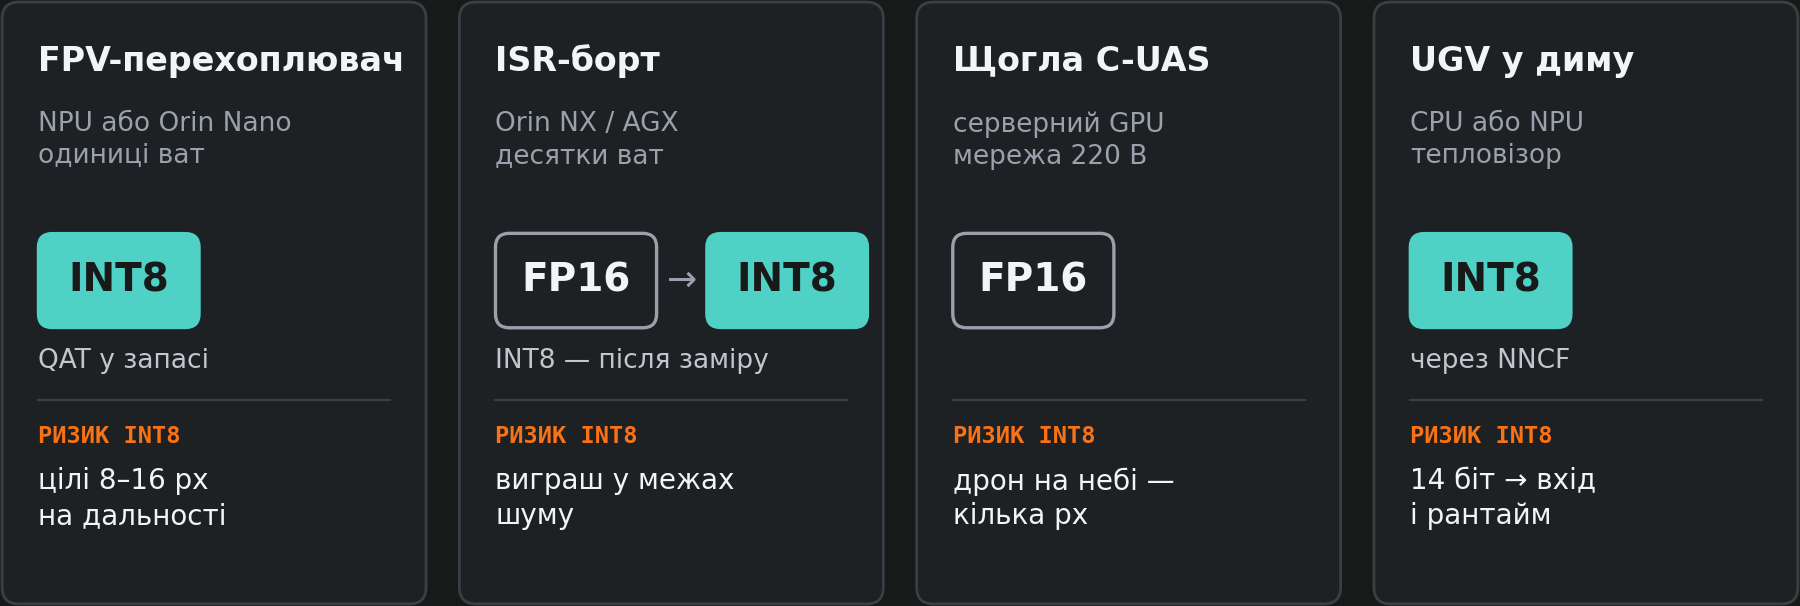 FPV-перехоплювач
NPU або Orin Nano
одиниці ват
INT8
QAT у запасі
РИЗИК INT8
цілі 8–16 px
на дальності
ISR-борт
Orin NX / AGX
десятки ват
FP16 → INT8
INT8 — після заміру
РИЗИК INT8
виграш у межах
шуму
Щогла C-UAS
серверний GPU
мережа 220 В
FP16
РИЗИК INT8
дрон на небі —
кілька px
UGV у диму
CPU або NPU
тепловізор
INT8
через NNCF
РИЗИК INT8
14 біт → вхід
і рантайм